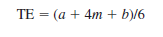 TE = (a + 4m + b)/6